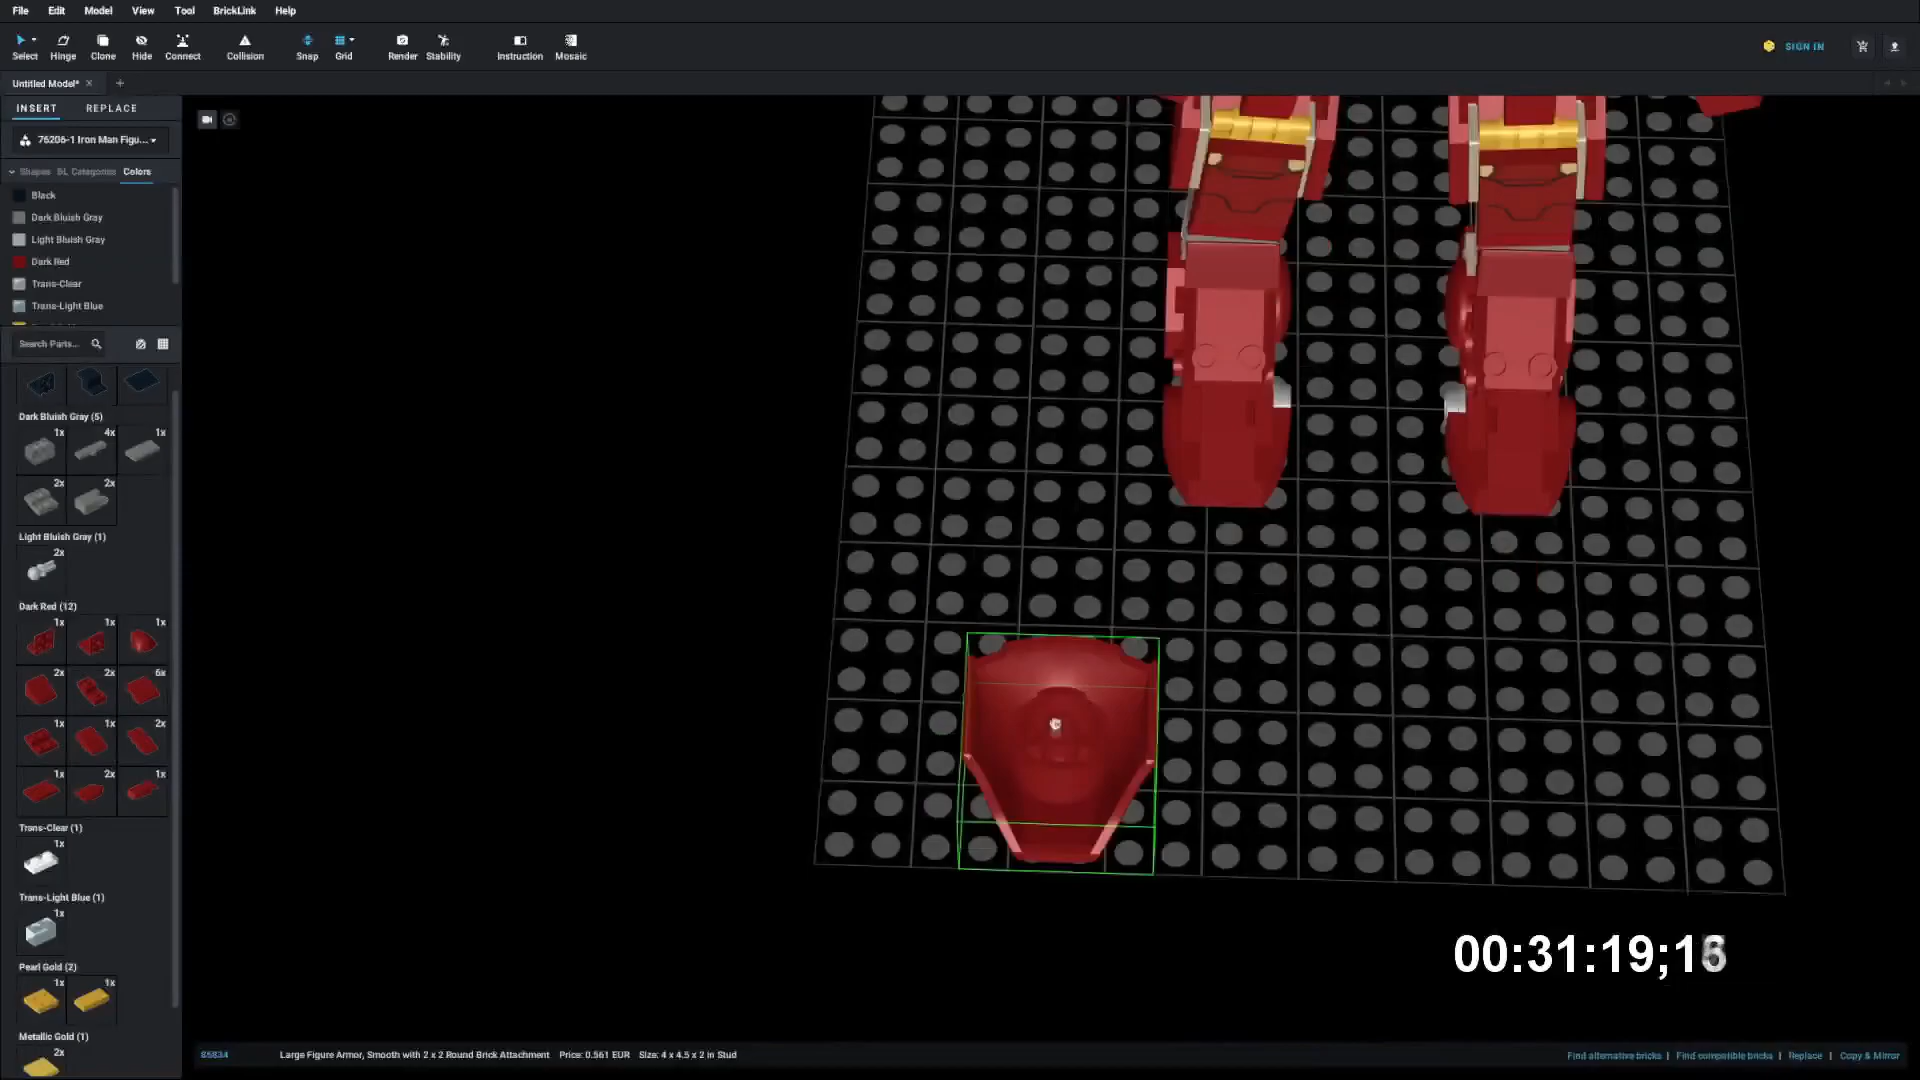 File Edit Model View Tool BrickLink Help
Select Hinge Clone Hide Connect Collision Snap Grid Render Stability Instruction Mosaic
SIGN IN
Untitled Model*
INSERT REPLACE
76206-1 Iron Man Figu...
Shapes BL Categories Colors
Black
Dark Bluish Gray
Light Bluish Gray
Dark Red
Trans-Clear
Trans-Light Blue
Search Parts...
Dark Bluish Gray (5)
1x 4x 1x
2x 2x
Light Bluish Gray (1)
2x
Dark Red (12)
1x 1x 1x
2x 2x 6x
1x 1x 2x
1x 2x 1x
Trans-Clear (1)
1x
Trans-Light Blue (1)
1x
Pearl Gold (2)
1x 1x
Metallic Gold (1)
2x
00:31:19;16
85834 Large Figure Armor, Smooth with 2 x 2 Round Brick Attachment Price: 0.561 EUR Size: 4 x 4.5 x 2 in Stud
Find alternative bricks | Find compatible bricks | Replace | Copy & Mirror